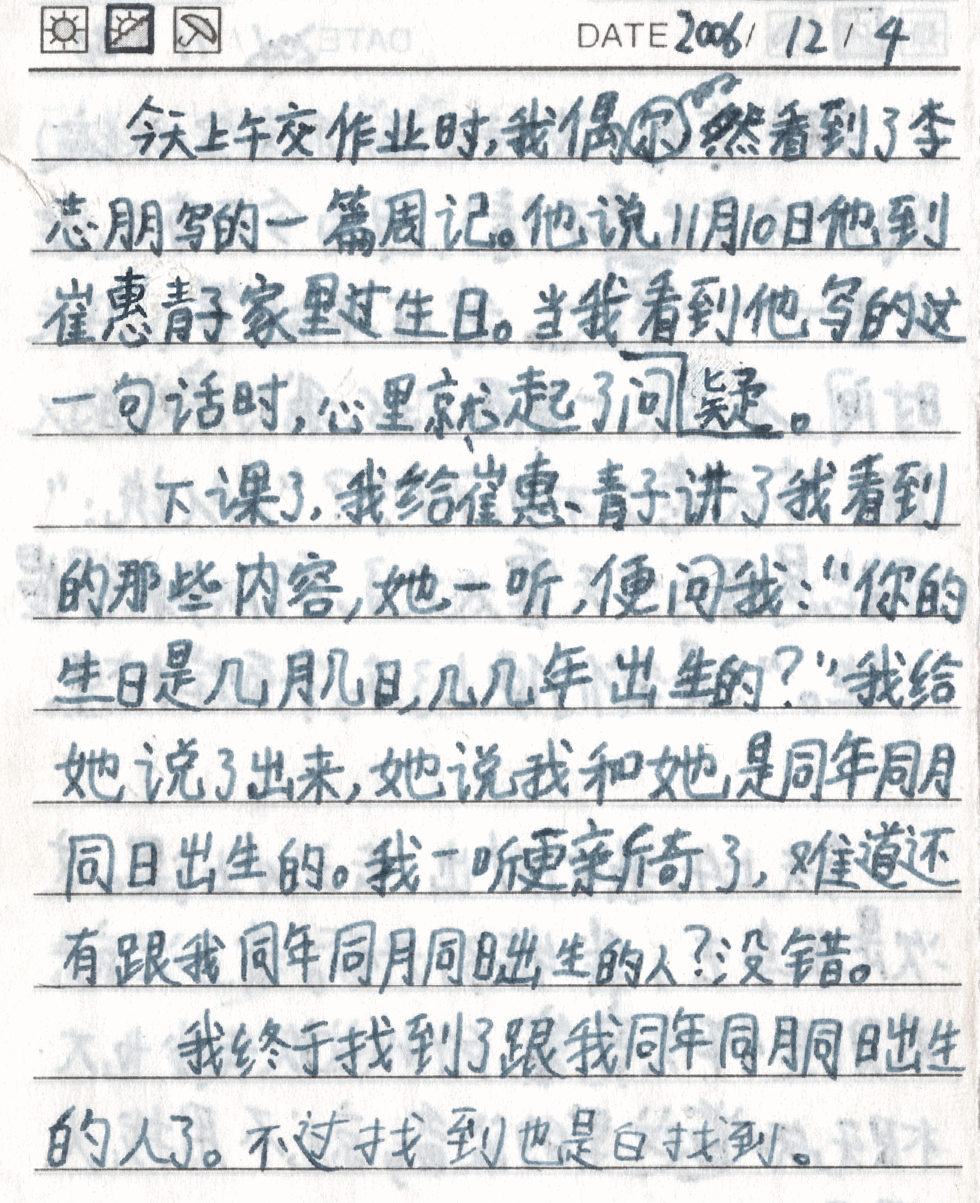 DATE 2006 / 12 / 4
今天上午交作业时,我偶尔然看到了李
志朋写的一篇周记。他说11月10日他到
崔惠青子家里过生日。当我看到他写的这
一句话时,心里就起了问疑。
下课了,我给崔惠青子讲了我看到
的那些内容,她一听,便问我:“你的
生日是几月几日,几几年出生的?”我给
她说了出来,她说我和她是同年同月
同日出生的。我一听更亲斤奇了,难道还
有跟我同年同月同日出生的人?没错。
我终于找到了跟我同年同月同日出生
的人了。不过找到也是白找到。